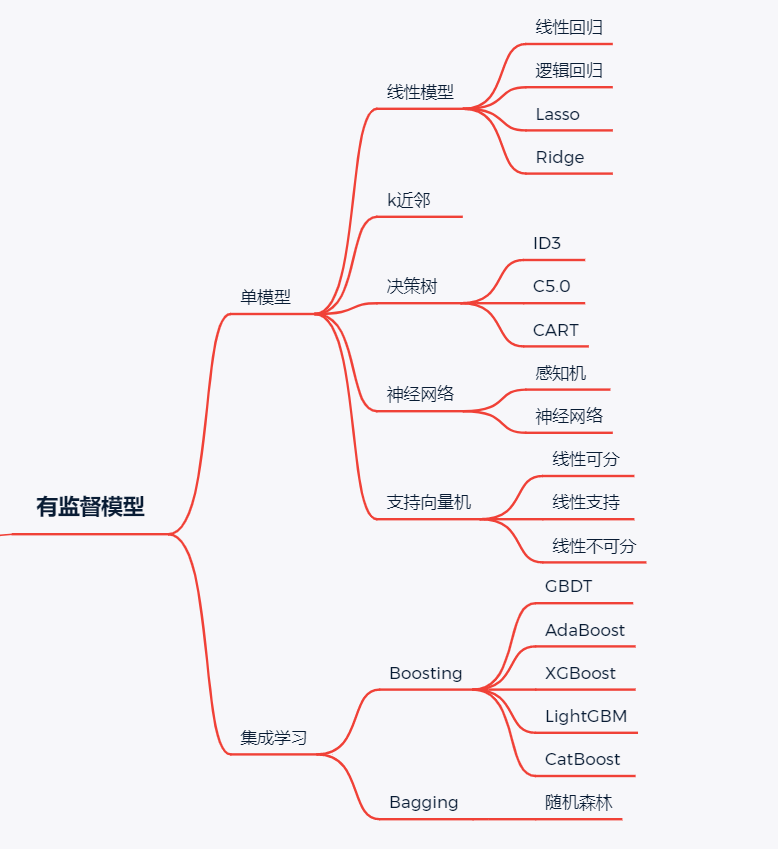 有监督模型
单模型
线性模型
线性回归
逻辑回归
Lasso
Ridge
k近邻
决策树
ID3
C5.0
CART
神经网络
感知机
神经网络
支持向量机
线性可分
线性支持
线性不可分
集成学习
Boosting
GBDT
AdaBoost
XGBoost
LightGBM
CatBoost
Bagging
随机森林